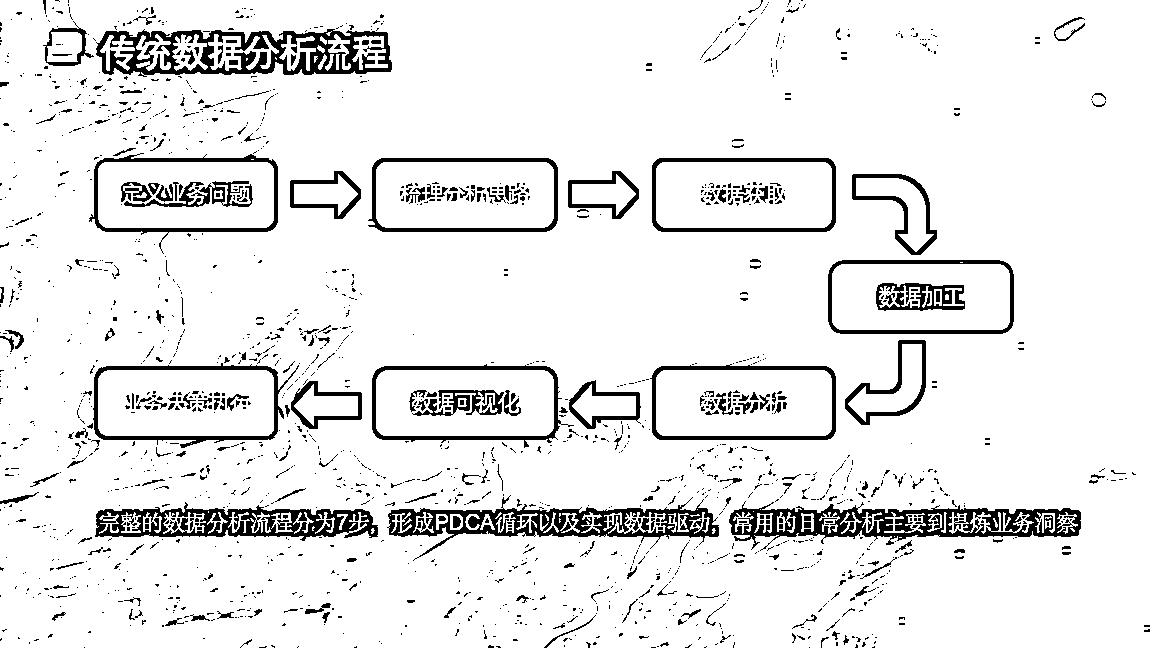 传统数据分析流程
定义业务问题
梳理分析思路
数据获取
数据加工
数据分析
数据可视化
业务决策执行
完整的数据分析流程分为7步，形成PDCA循环以及实现数据驱动，常用的日常分析主要到提炼业务洞察